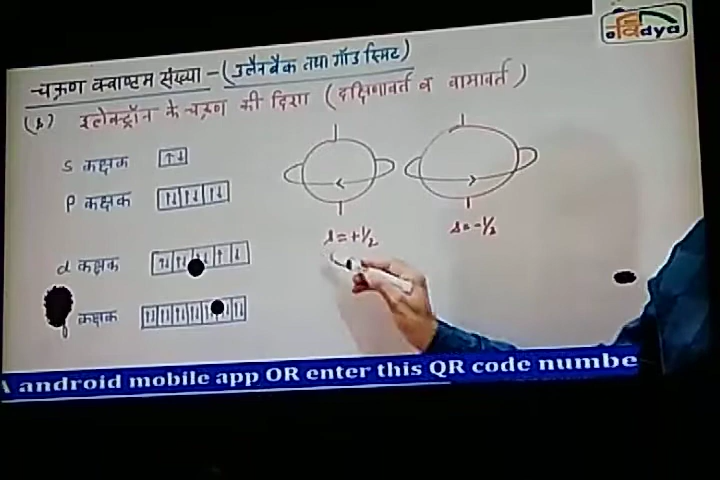 विद्या
चक्रण क्वाण्टम संख्या - (उलैनबैक तथा गॉउ स्मिट)
(s) इलेक्ट्रॉन के चक्रण की दिशा (दक्षिणावर्त व वामावर्त)
s कक्षक ↑↓
p कक्षक ↑↓ ↑↓ ↑↓
s = +1/2
s = -1/2
d कक्षक
कक्षक
android mobile app OR enter this QR code numbe